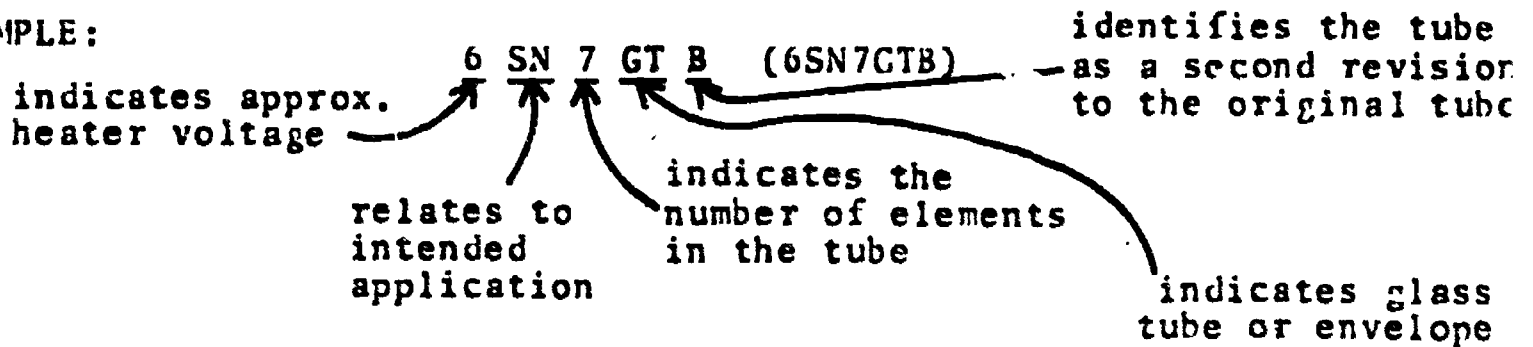 MPLE:
6 SN 7 GT B (6SN7GTB)
identifies the tube
as a second revision
to the original tube
indicates approx.
heater voltage
relates to
intended
application
indicates the
number of elements
in the tube
indicates glass
tube or envelope